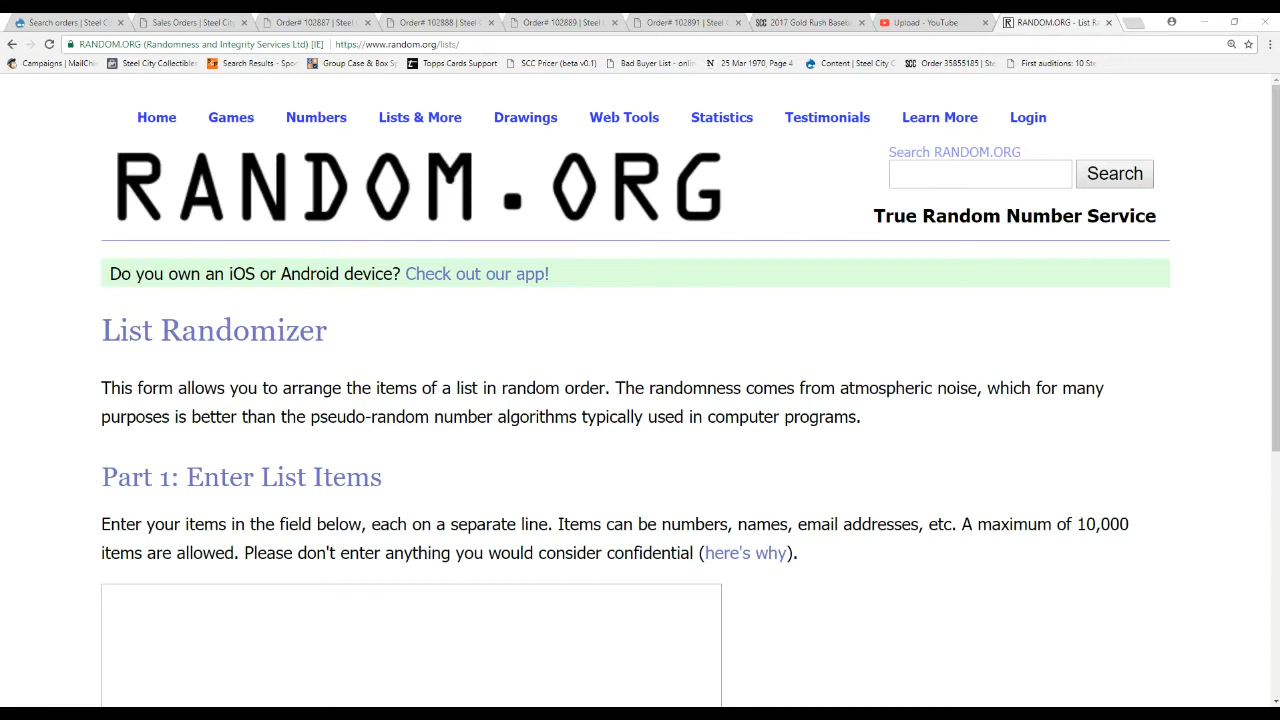 Search orders | Steel C
Sales Orders | Steel City
Order# 102887 | Steel C
Order# 102888 | Steel C
Order# 102889 | Steel C
Order# 102891 | Steel C
2017 Gold Rush Baseb
Upload - YouTube
RANDOM.ORG - List R
RANDOM.ORG (Randomness and Integrity Services Ltd) [IE] https://www.random.org/lists/
Campaigns | MailChi
Steel City Collectibles
Search Results - Spo
Group Case & Box Sp
Topps Cards Support
SCC Pricer (beta v0.1)
Bad Buyer List - onlin
25 Mar 1970, Page 4
Content | Steel City C
Order 35855185 | Ste
First auditions: 10 Ste
Home Games Numbers Lists & More Drawings Web Tools Statistics Testimonials Learn More Login
RANDOM.ORG
Search RANDOM.ORG
Search
True Random Number Service
Do you own an iOS or Android device? Check out our app!
List Randomizer
This form allows you to arrange the items of a list in random order. The randomness comes from atmospheric noise, which for many
purposes is better than the pseudo-random number algorithms typically used in computer programs.
Part 1: Enter List Items
Enter your items in the field below, each on a separate line. Items can be numbers, names, email addresses, etc. A maximum of 10,000
items are allowed. Please don't enter anything you would consider confidential (here's why).